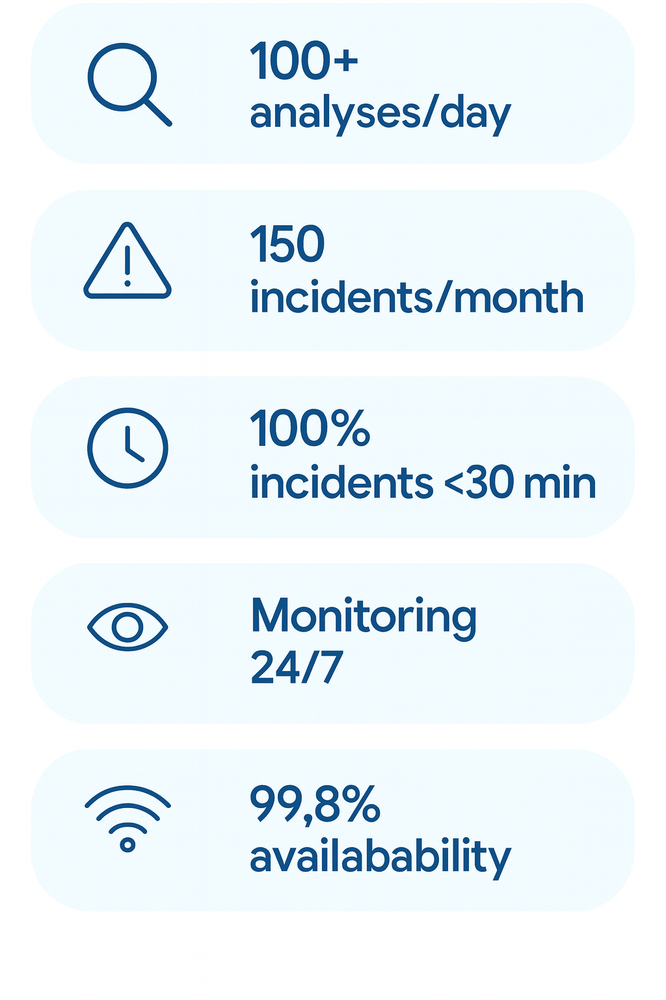 100+
analyses/day
150
incidents/month
100%
incidents <30 min
Monitoring
24/7
99,8%
availabability